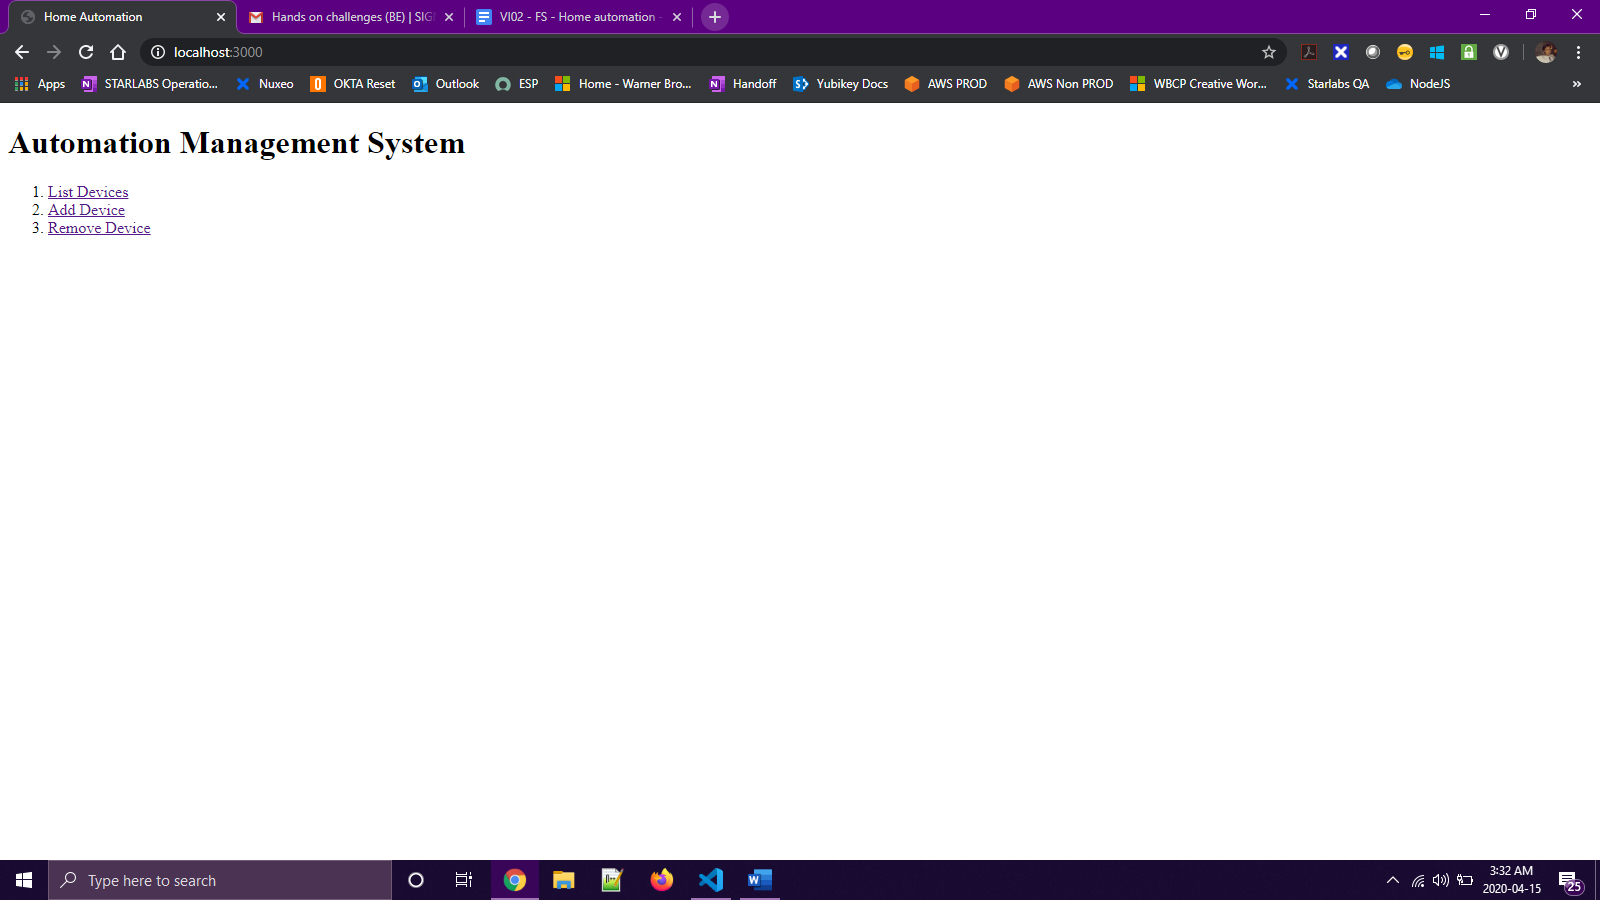 Home Automation
Hands on challenges (BE) | SIG
VI02 - FS - Home automation -
localhost:3000
Apps
STARLABS Operatio...
Nuxeo
OKTA Reset
Outlook
ESP
Home - Warner Bro...
Handoff
Yubikey Docs
AWS PROD
AWS Non PROD
WBCP Creative Wor...
Starlabs QA
NodeJS
»
Automation Management System
1. List Devices
2. Add Device
3. Remove Device
Type here to search
3:32 AM
2020-04-15
25